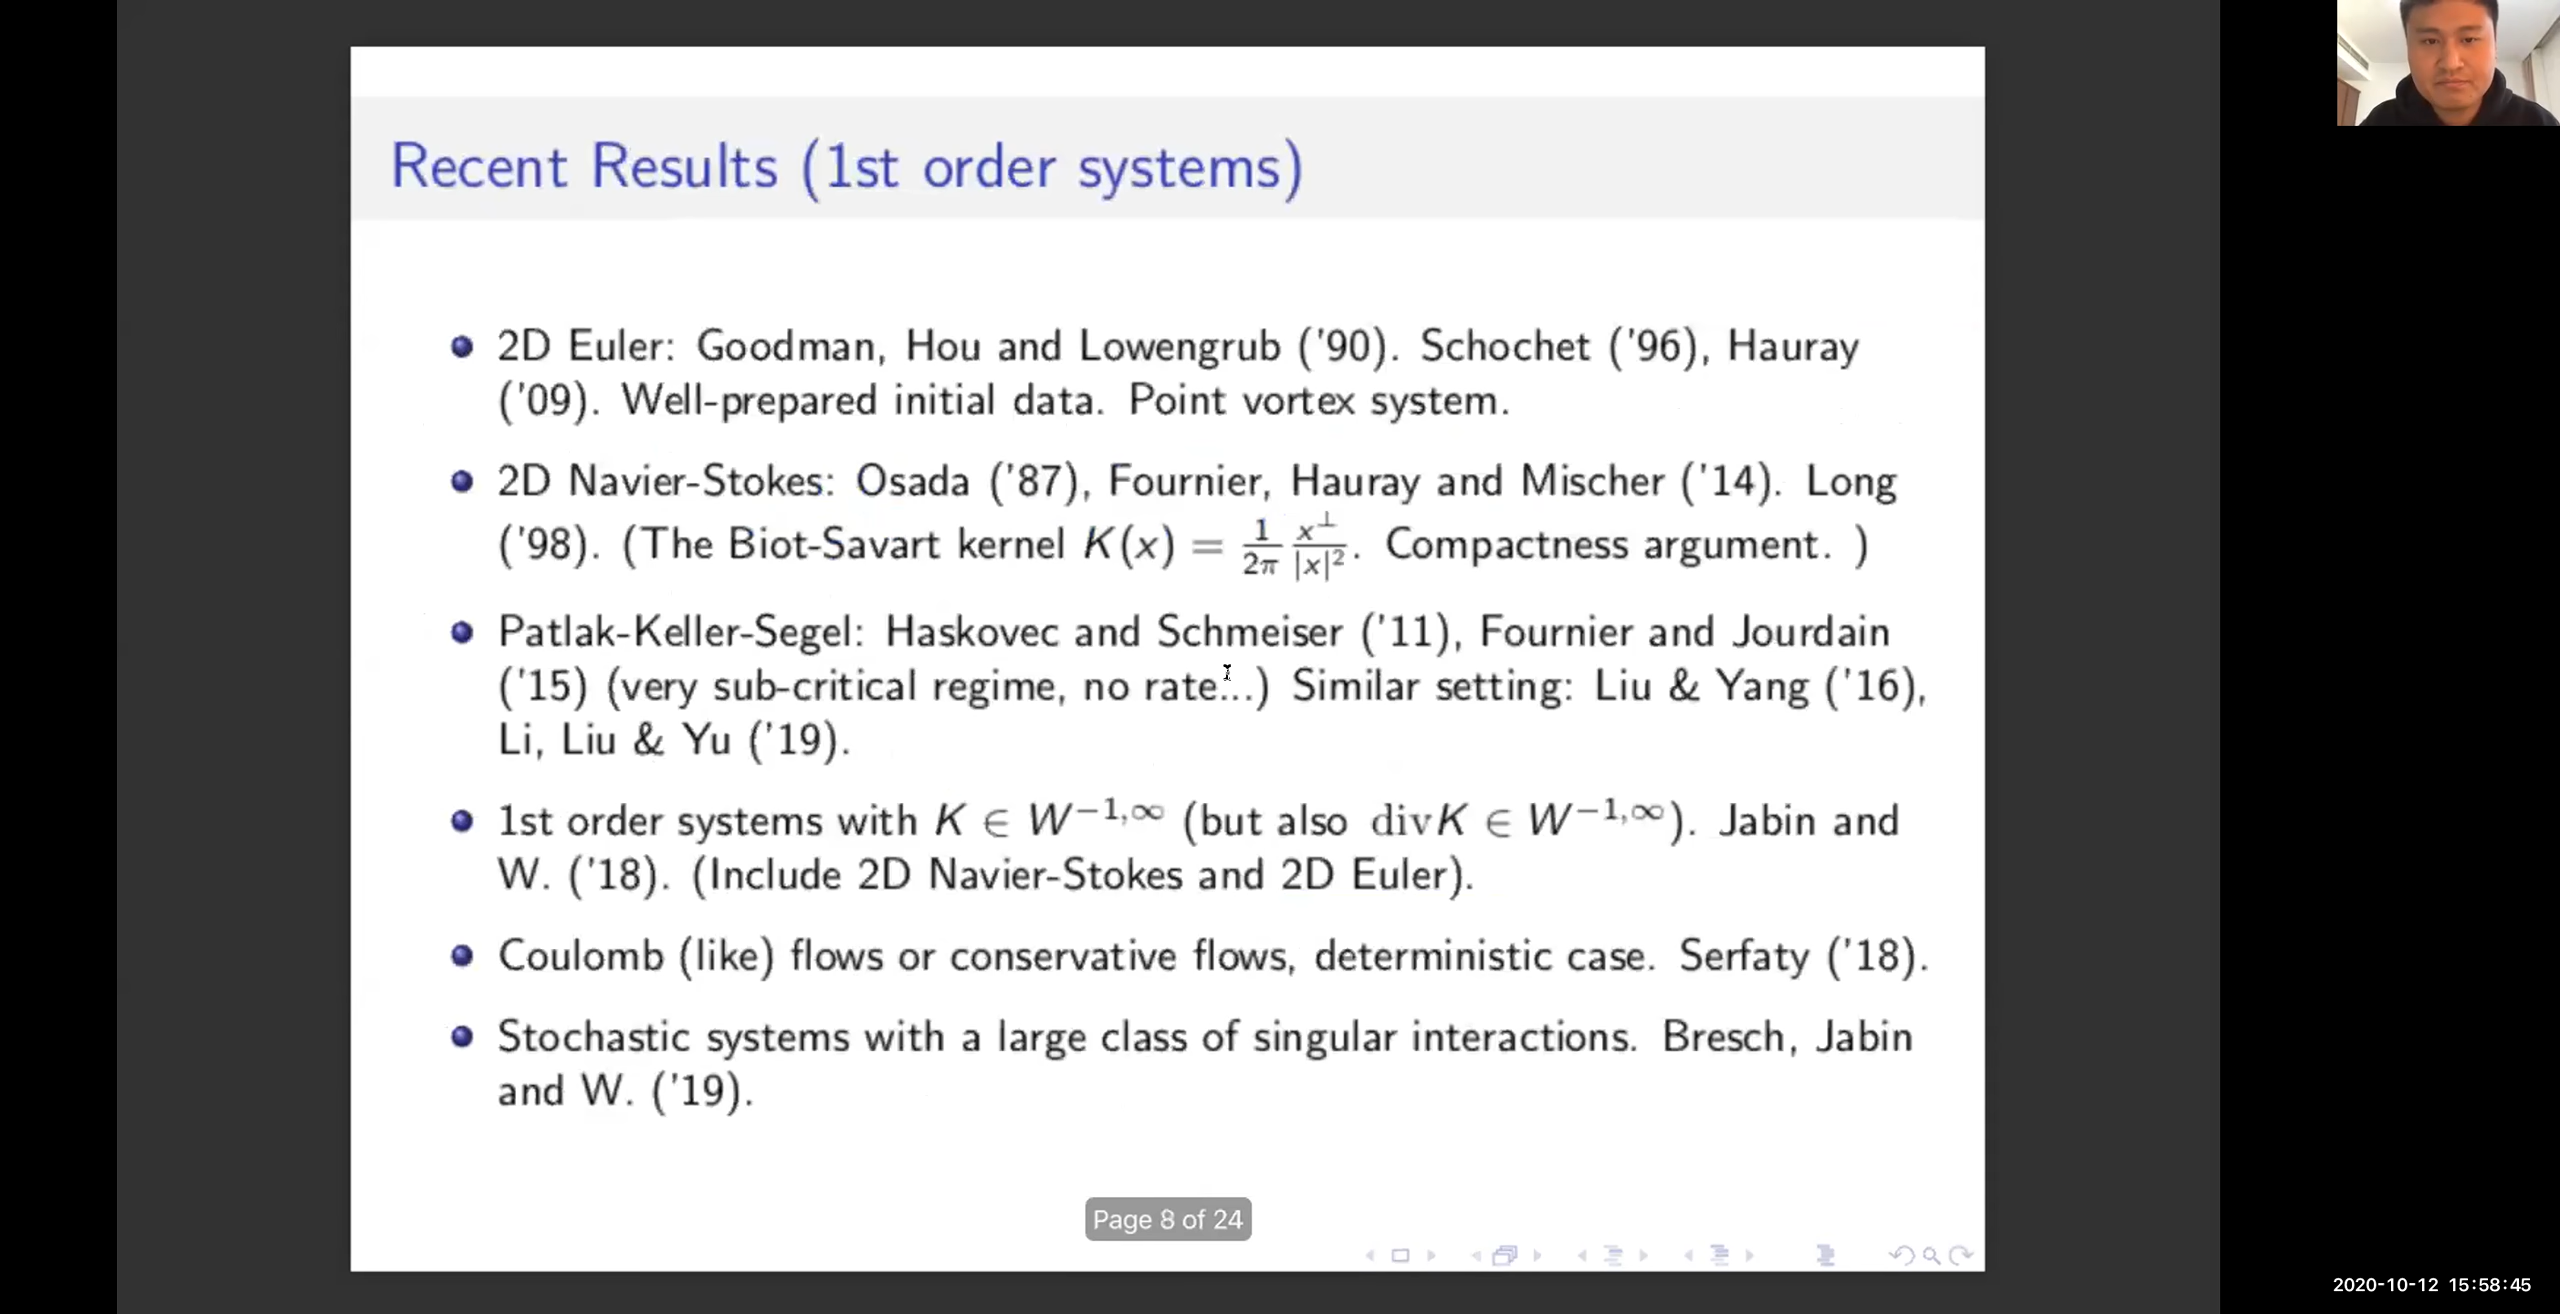 Recent Results (1st order systems)
2D Euler: Goodman, Hou and Lowengrub ('90). Schochet ('96), Hauray
('09). Well-prepared initial data. Point vortex system.
2D Navier-Stokes: Osada ('87), Fournier, Hauray and Mischer ('14). Long
('98). (The Biot-Savart kernel K(x) = \frac{1}{2π} \frac{x^⊥}{|x|^2}. Compactness argument. )
Patlak-Keller-Segel: Haskovec and Schmeiser ('11), Fournier and Jourdain
('15) (very sub-critical regime, no rate...) Similar setting: Liu & Yang ('16),
Li, Liu & Yu ('19).
1st order systems with K ∈ W^{−1,∞} (but also divK ∈ W^{−1,∞}). Jabin and
W. ('18). (Include 2D Navier-Stokes and 2D Euler).
Coulomb (like) flows or conservative flows, deterministic case. Serfaty ('18).
Stochastic systems with a large class of singular interactions. Bresch, Jabin
and W. ('19).
Page 8 of 24
2020-10-12 15:58:45